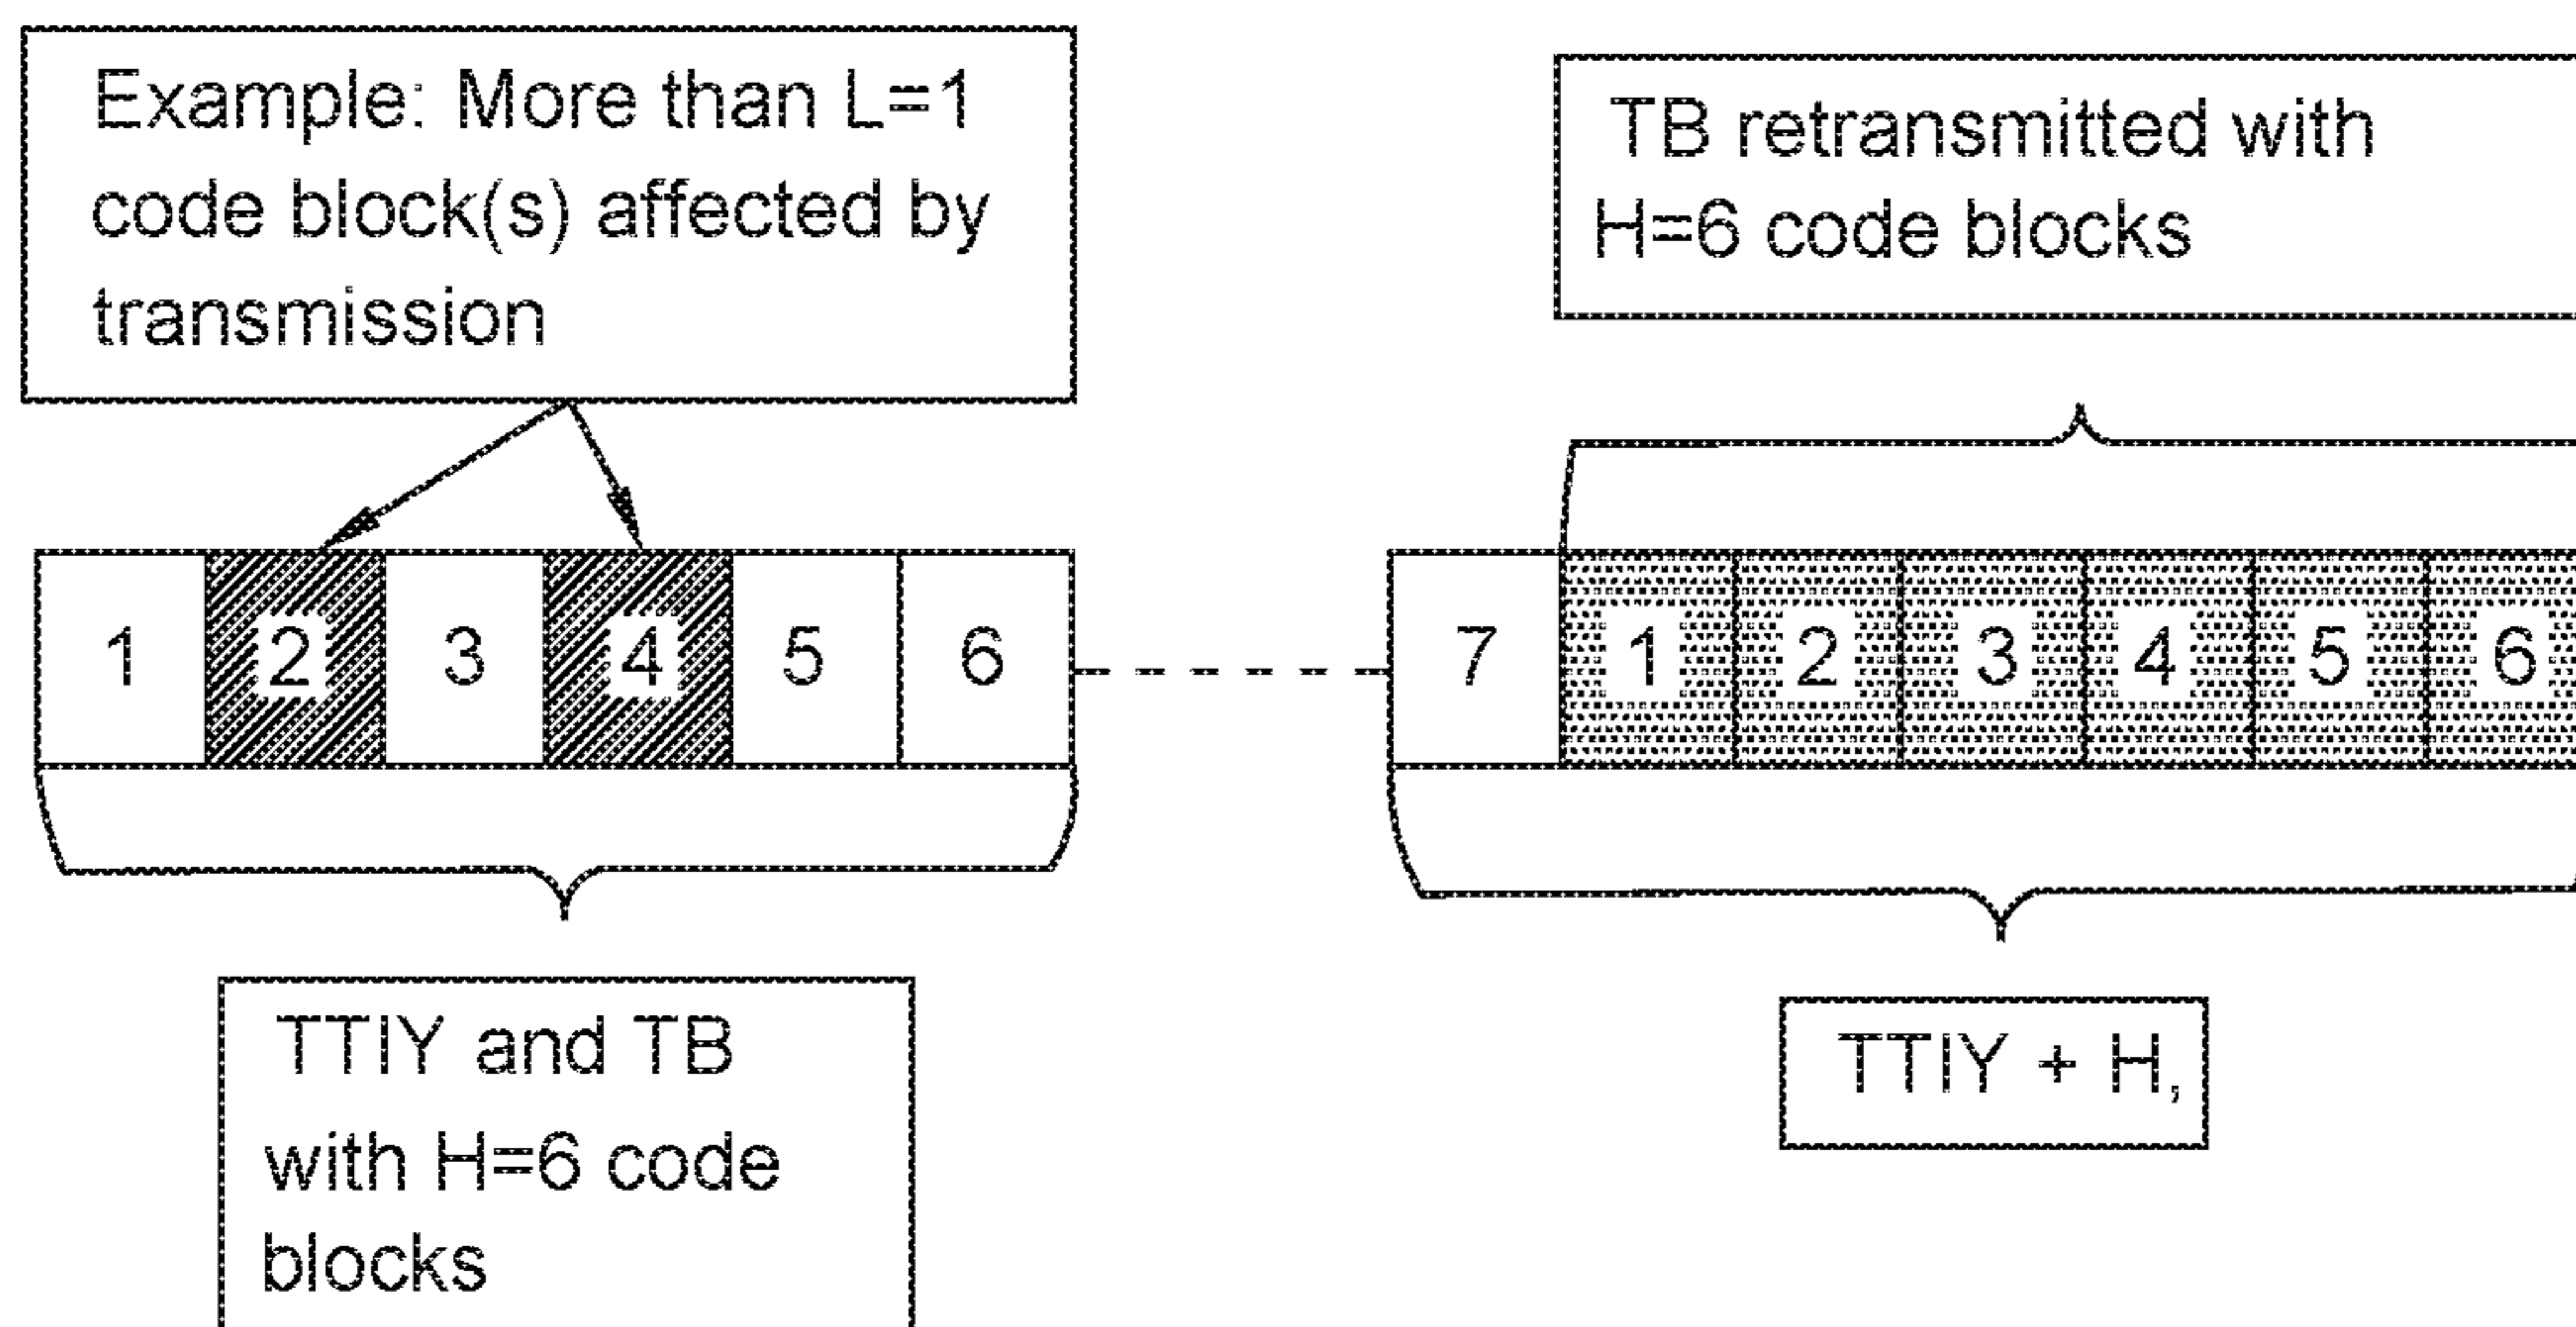 Example: More than L=1
code block(s) affected by
transmission
TB retransmitted with
H=6 code blocks
1 2 3 4 5 6 7 1 2 3 4 5 6
TTIY and TB
with H=6 code
blocks
TTIY + H,